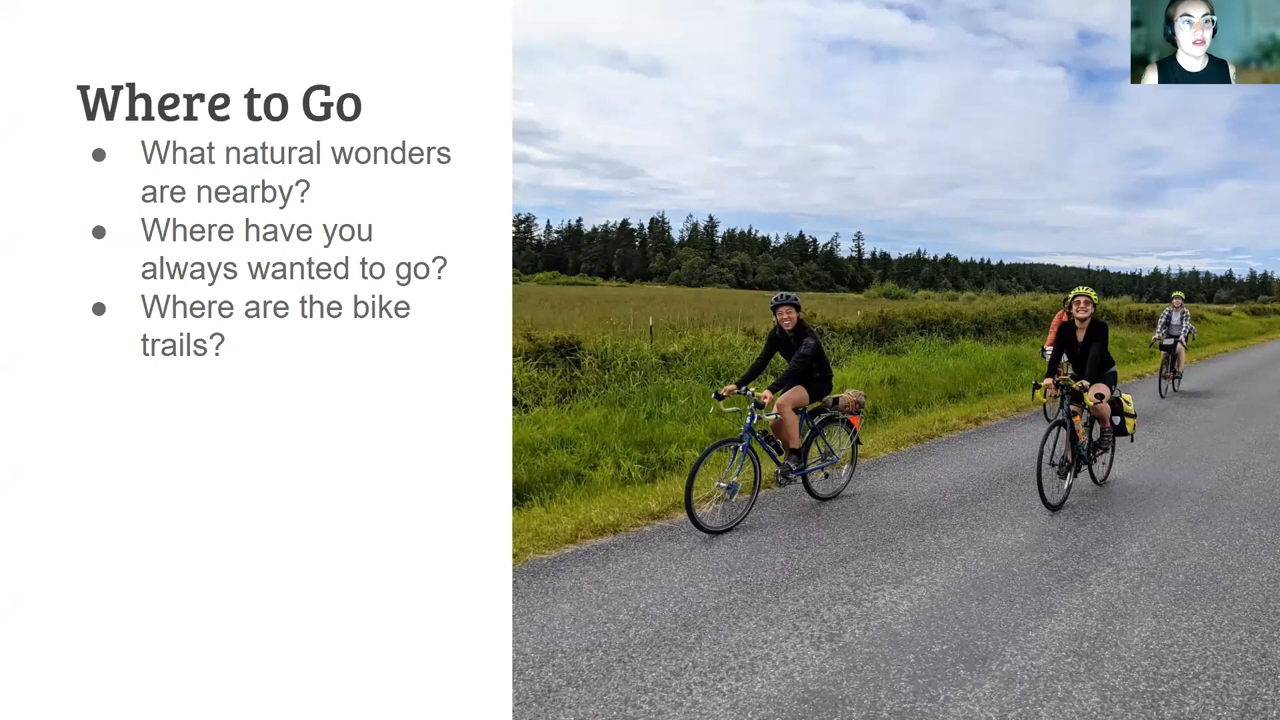 Where to Go
● What natural wonders
are nearby?
● Where have you
always wanted to go?
● Where are the bike
trails?